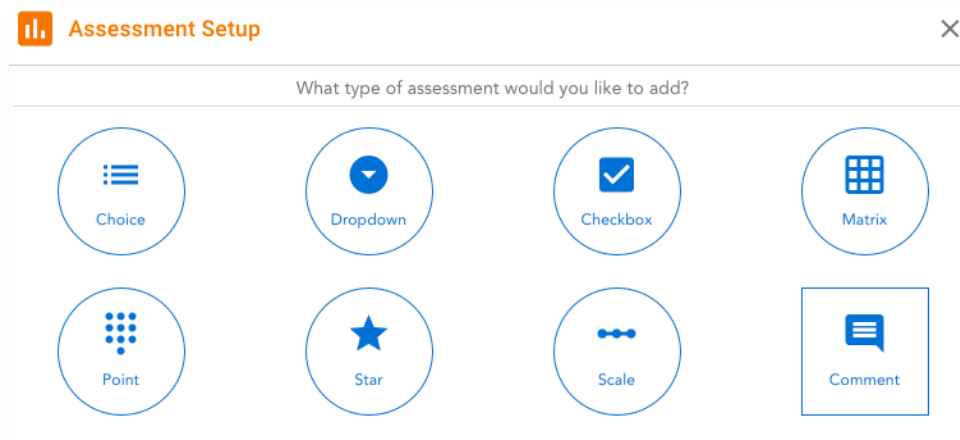 Assessment Setup
What type of assessment would you like to add?
Choice Dropdown Checkbox Matrix
Point Star Scale Comment